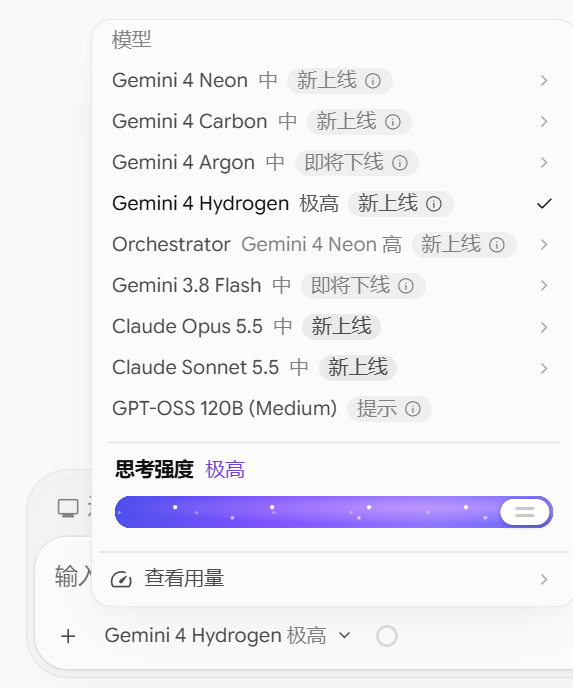 模型
Gemini 4 Neon 中 新上线
Gemini 4 Carbon 中 新上线
Gemini 4 Argon 中 即将下线
Gemini 4 Hydrogen 极高 新上线
Orchestrator Gemini 4 Neon 高 新上线
Gemini 3.8 Flash 中 即将下线
Claude Opus 5.5 中 新上线
Claude Sonnet 5.5 中 新上线
GPT-OSS 120B (Medium) 提示
思考强度 极高
查看用量
输入
Gemini 4 Hydrogen 极高